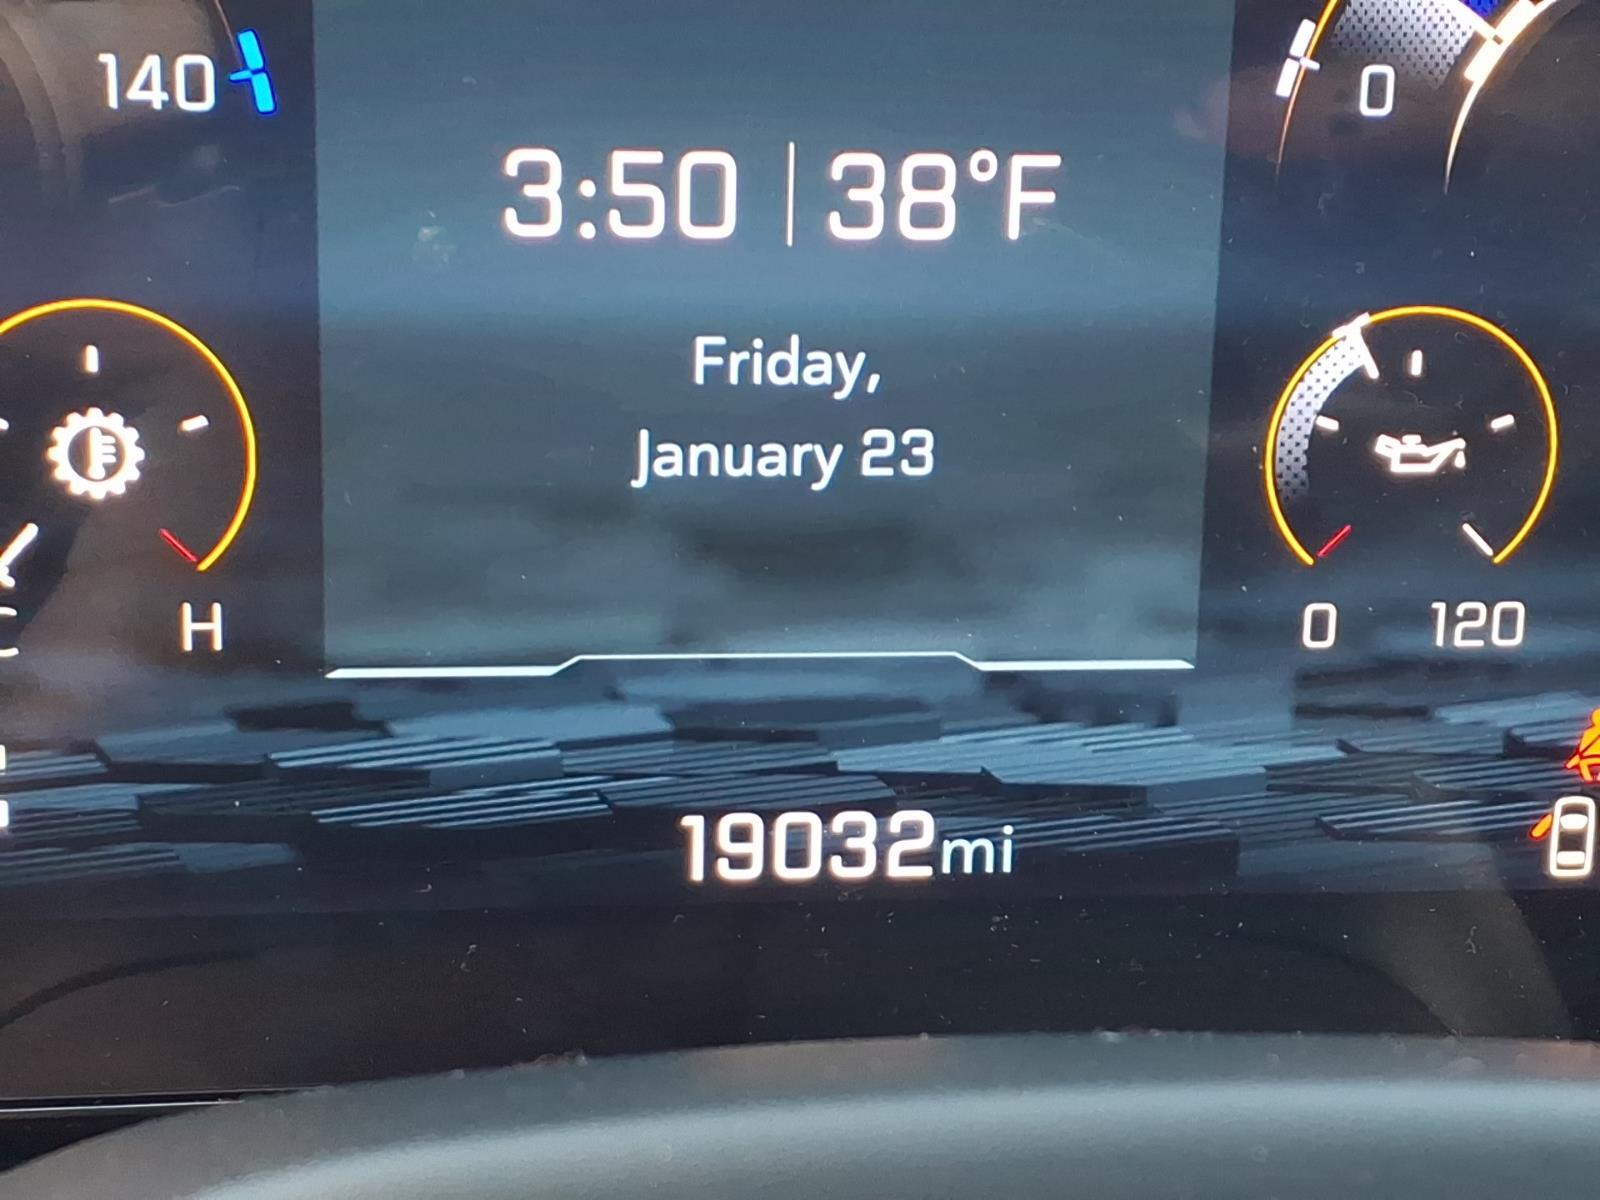 140
0
3:50 | 38°F
Friday,
January 23
C
H
0
120
19032mi